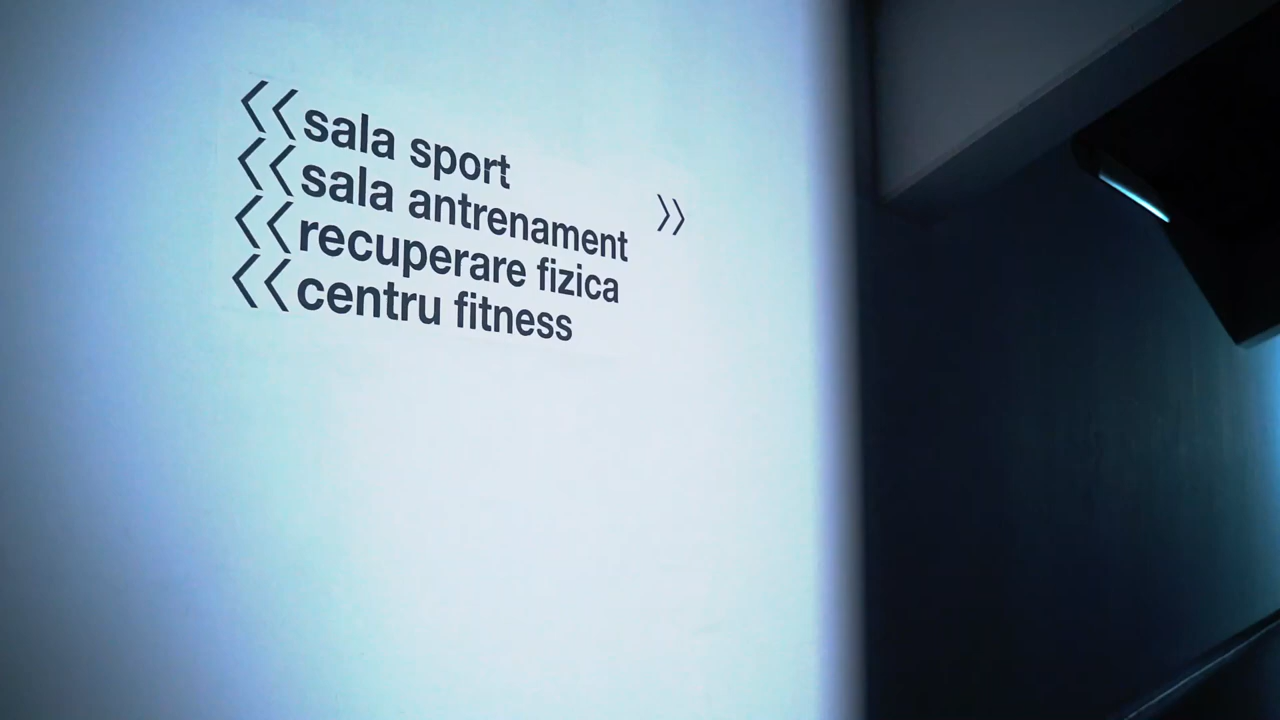 <<sala sport
<<sala antrenament >>
<<recuperare fizica
<<centru fitness